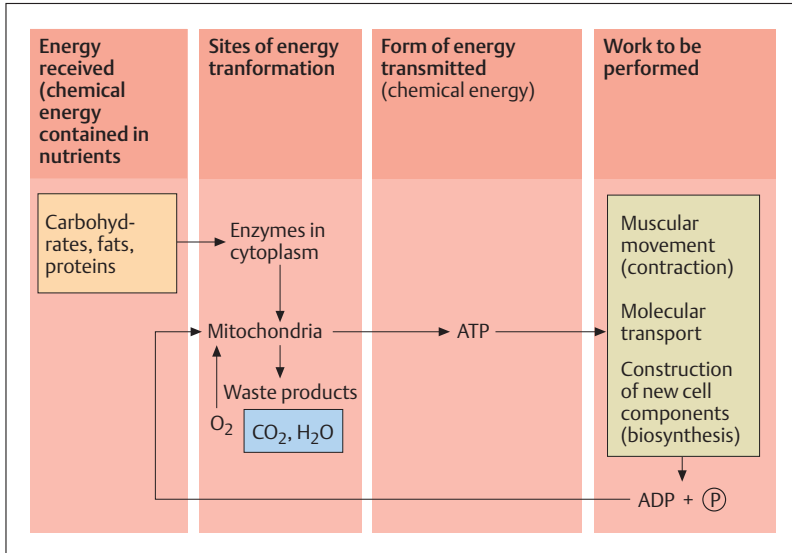 Energy
received
(chemical
energy
contained in
nutrients
Sites of energy
tranformation
Form of energy
transmitted
(chemical energy)
Work to be
performed
Carbohyd-
rates, fats,
proteins
Enzymes in
cytoplasm
Mitochondria
Waste products
O₂
CO₂, H₂O
ATP
Muscular
movement
(contraction)
Molecular
transport
Construction
of new cell
components
(biosynthesis)
ADP + Ⓟ